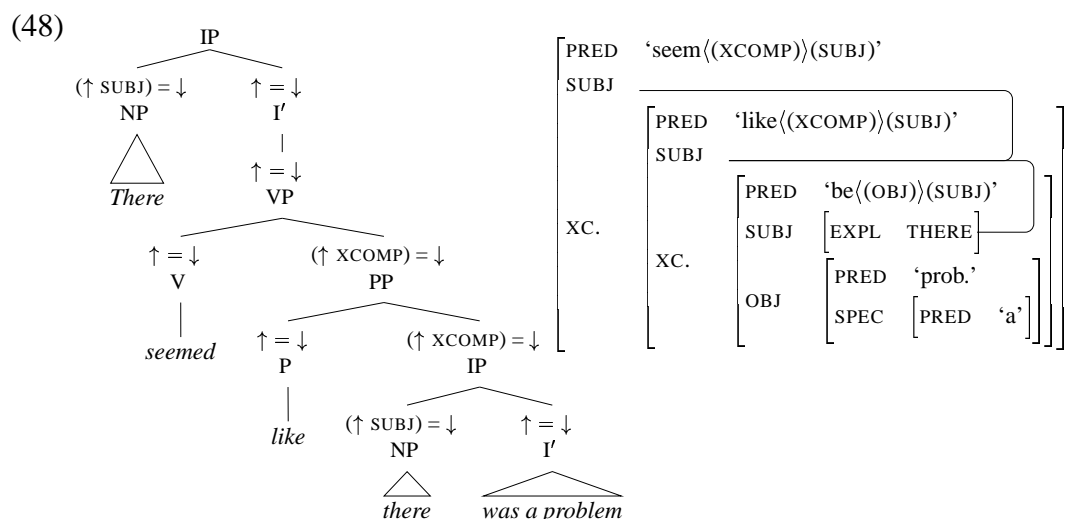 (48)
IP
(↑ SUBJ) = ↓ ↑ = ↓
NP I′
There ↑ = ↓
VP
↑ = ↓ (↑ XCOMP) = ↓
V PP
seemed ↑ = ↓ (↑ XCOMP) = ↓
P IP
like (↑ SUBJ) = ↓ ↑ = ↓
NP I′
there was a problem
PRED ‘seem⟨(XCOMP)⟩(SUBJ)’
SUBJ
PRED ‘like⟨(XCOMP)⟩(SUBJ)’
SUBJ
PRED ‘be⟨(OBJ)⟩(SUBJ)’
XC. SUBJ [EXPL THERE]
XC.
PRED ‘prob.’
OBJ
SPEC [PRED ‘a’]